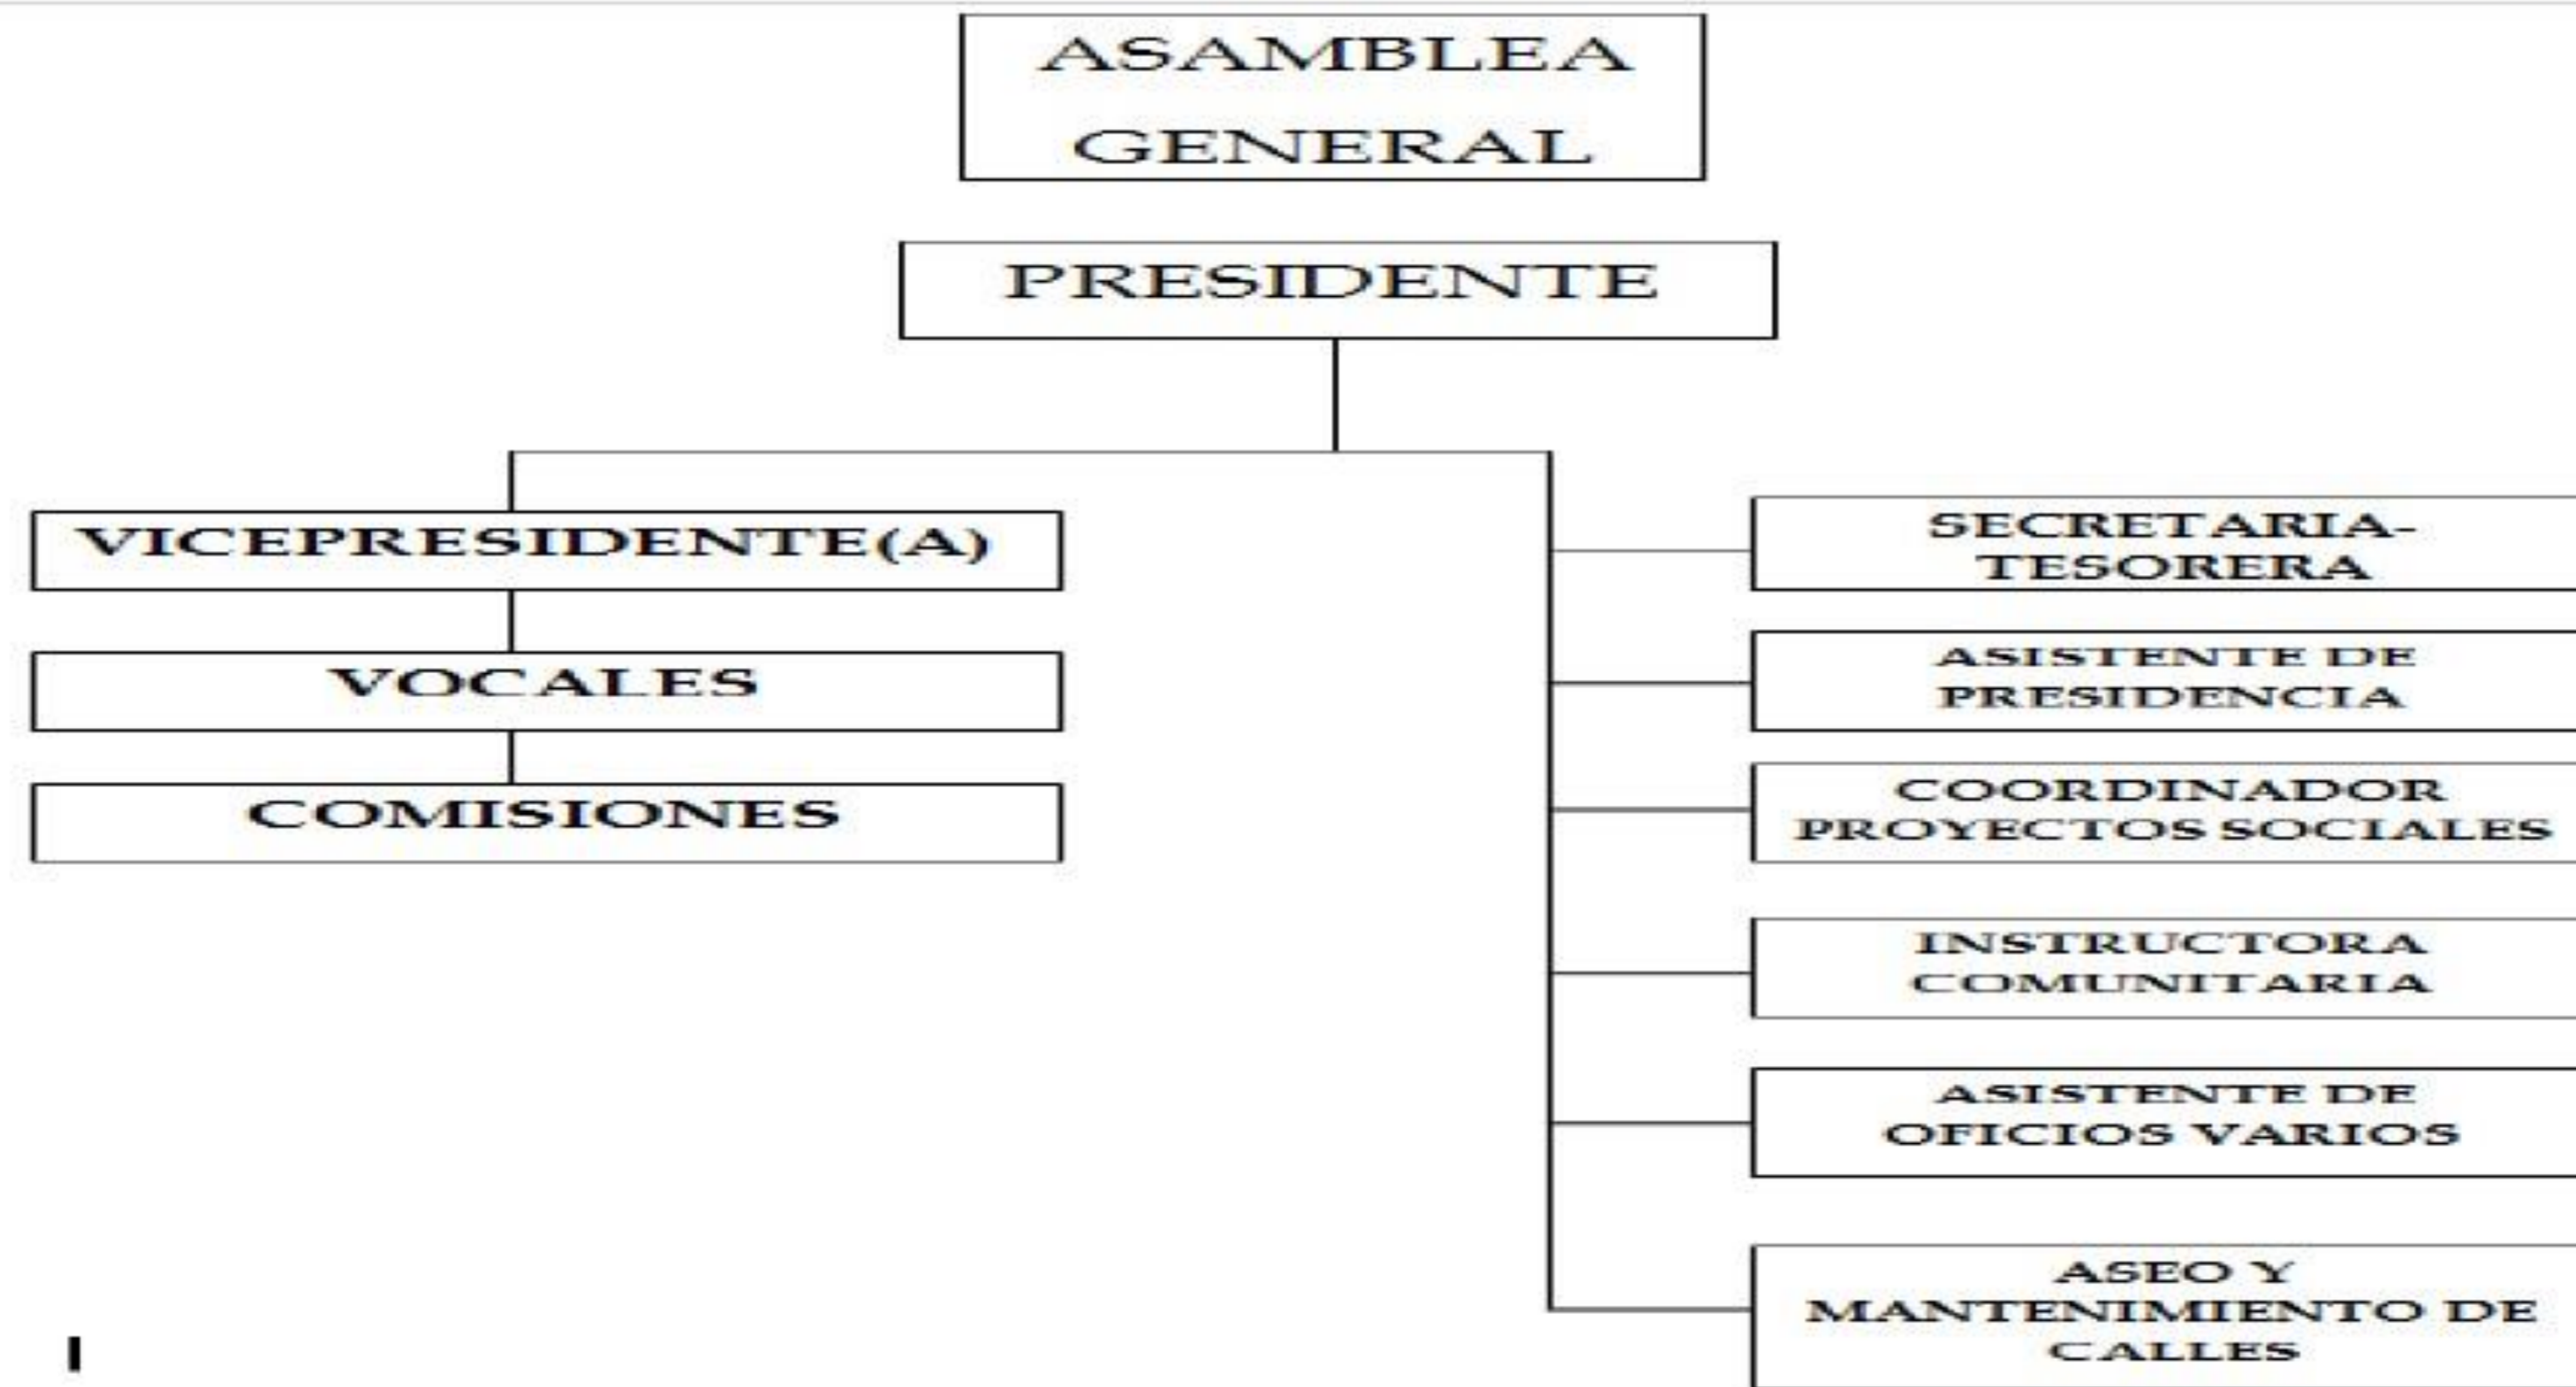 ASAMBLEA
GENERAL
PRESIDENTE
VICEPRESIDENTE(A)
VOCALES
COMISIONES
SECRETARIA-
TESORERA
ASISTENTE DE
PRESIDENCIA
COORDINADOR
PROYECTOS SOCIALES
INSTRUCTORA
COMUNITARIA
ASISTENTE DE
OFICIOS VARIOS
ASEO Y
MANTENIMIENTO DE
CALLES